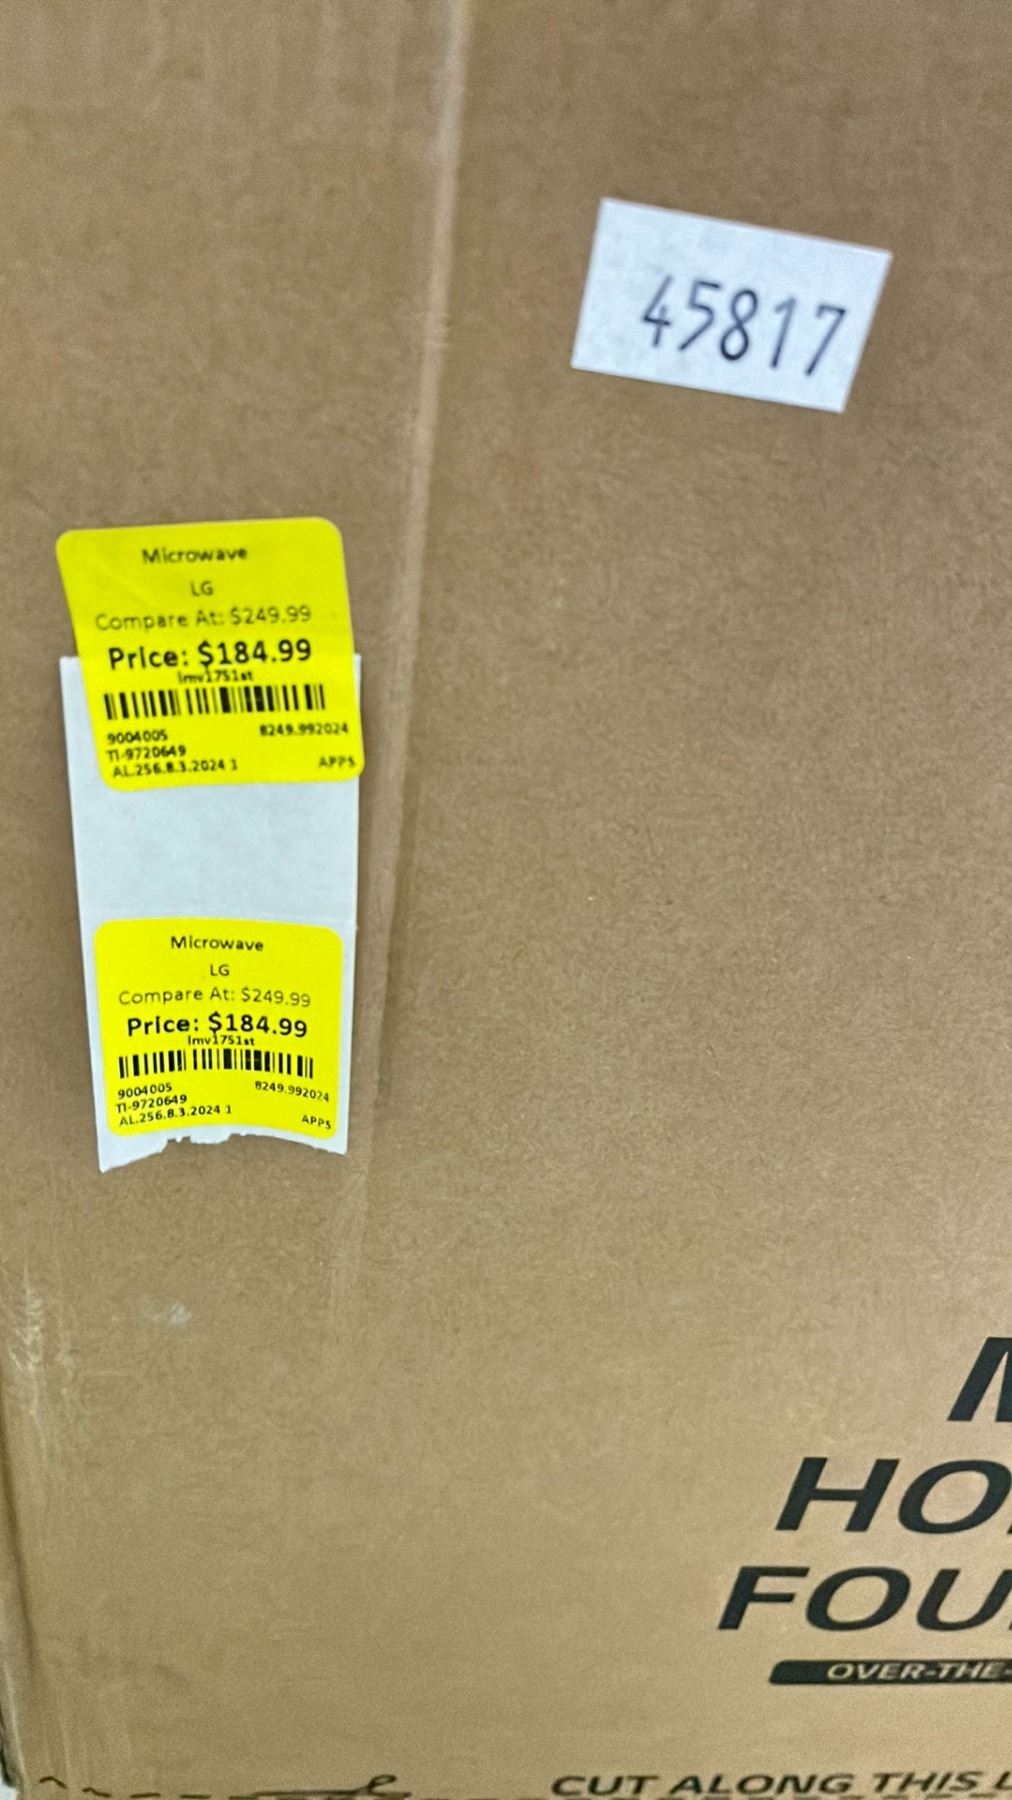 45817
Microwave
LG
Compare At: $249.99
Price: $184.99
lmv1751st
9004005 8249.992024
TI-9720649
AL.256.8.3.2024 1 APPS
Microwave
LG
Compare At: $249.99
Price: $184.99
lmv1751st
9004005 8249.992024
TI-9720649
AL.256.8.3.2024 1 APPS
HO
FOU
OVER-THE-
CUT ALONG THIS L